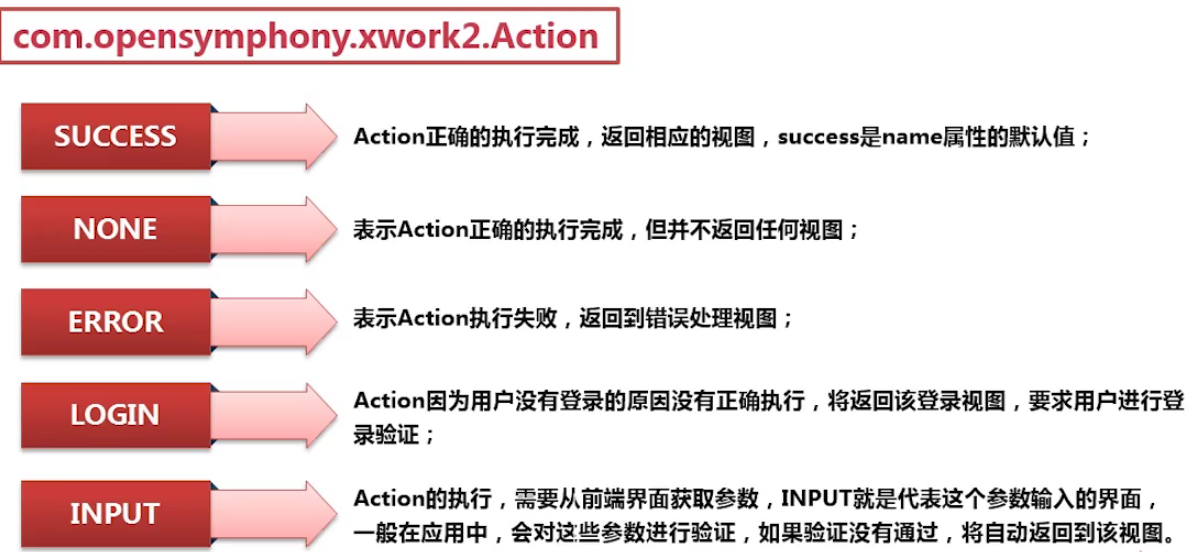 com.opensymphony.xwork2.Action
SUCCESS
Action正确的执行完成，返回相应的视图，success是name属性的默认值；
NONE
表示Action正确的执行完成，但并不返回任何视图；
ERROR
表示Action执行失败，返回到错误处理视图；
LOGIN
Action因为用户没有登录的原因没有正确执行，将返回该登录视图，要求用户进行登
录验证；
INPUT
Action的执行，需要从前端界面获取参数，INPUT就是代表这个参数输入的界面，
一般在应用中，会对这些参数进行验证，如果验证没有通过，将自动返回到该视图。